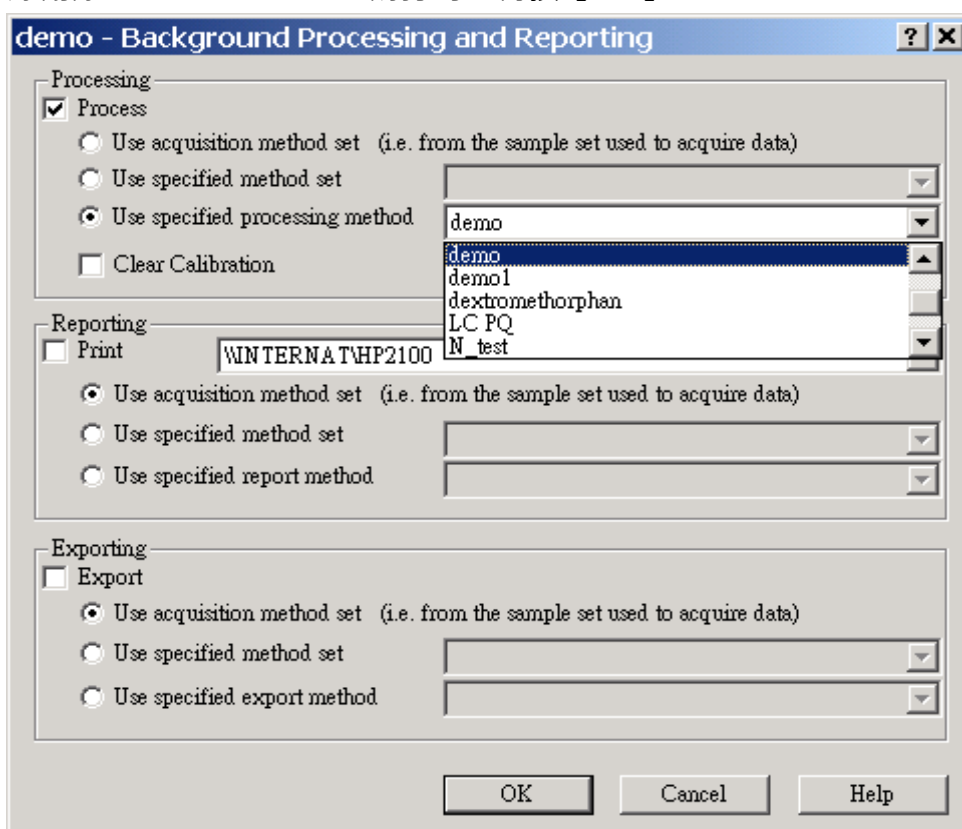 demo - Background Processing and Reporting
Processing
Process
Use acquisition method set (i.e. from the sample set used to acquire data)
Use specified method set
Use specified processing method demo
demo
demo1
dextromethorphan
LC PQ
N_test
Clear Calibration
Reporting
Print \\INTERNAT\HP2100
Use acquisition method set (i.e. from the sample set used to acquire data)
Use specified method set
Use specified report method
Exporting
Export
Use acquisition method set (i.e. from the sample set used to acquire data)
Use specified method set
Use specified export method
OK Cancel Help